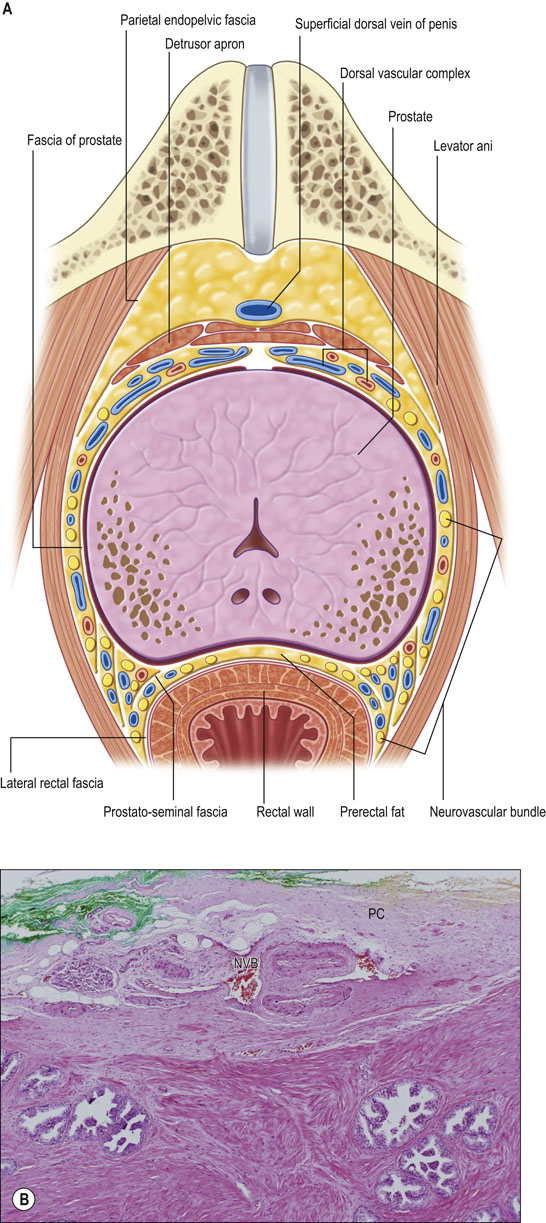 A
Parietal endopelvic fascia
Superficial dorsal vein of penis
Detrusor apron
Dorsal vascular complex
Prostate
Fascia of prostate
Levator ani
Lateral rectal fascia
Prostato-seminal fascia
Rectal wall
Prerectal fat
Neurovascular bundle
PC
NVB
B